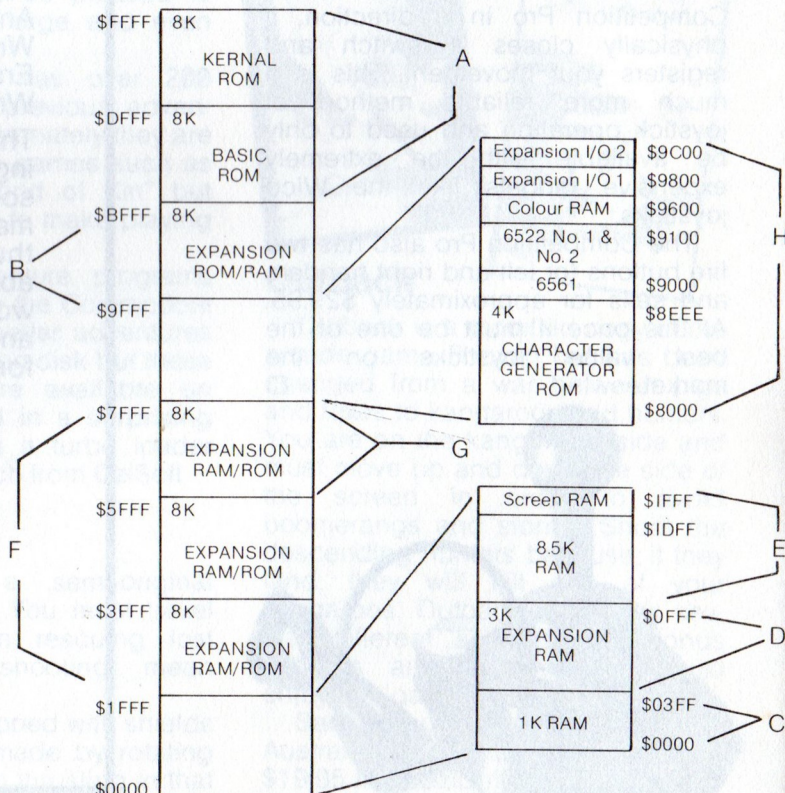 $FFFF 8K
KERNAL
ROM
$DFFF 8K
BASIC
ROM
$BFFF 8K
EXPANSION
ROM/RAM
$9FFF
$7FFF 8K
EXPANSION
RAM/ROM
$5FFF 8K
EXPANSION
RAM/ROM
$3FFF 8K
EXPANSION
RAM/ROM
$1FFF
$0000
A
B
F
G
Expansion I/O 2 $9C00
Expansion I/O 1 $9800
Colour RAM $9600
6522 No. 1 & $9100
No. 2
6561 $9000
4K $8EEE
CHARACTER
GENERATOR
ROM $8000
H
Screen RAM $1FFF
$1DFF
8.5K
RAM
E
3K $0FFF
EXPANSION
RAM
D
$03FF
1K RAM
$0000
C